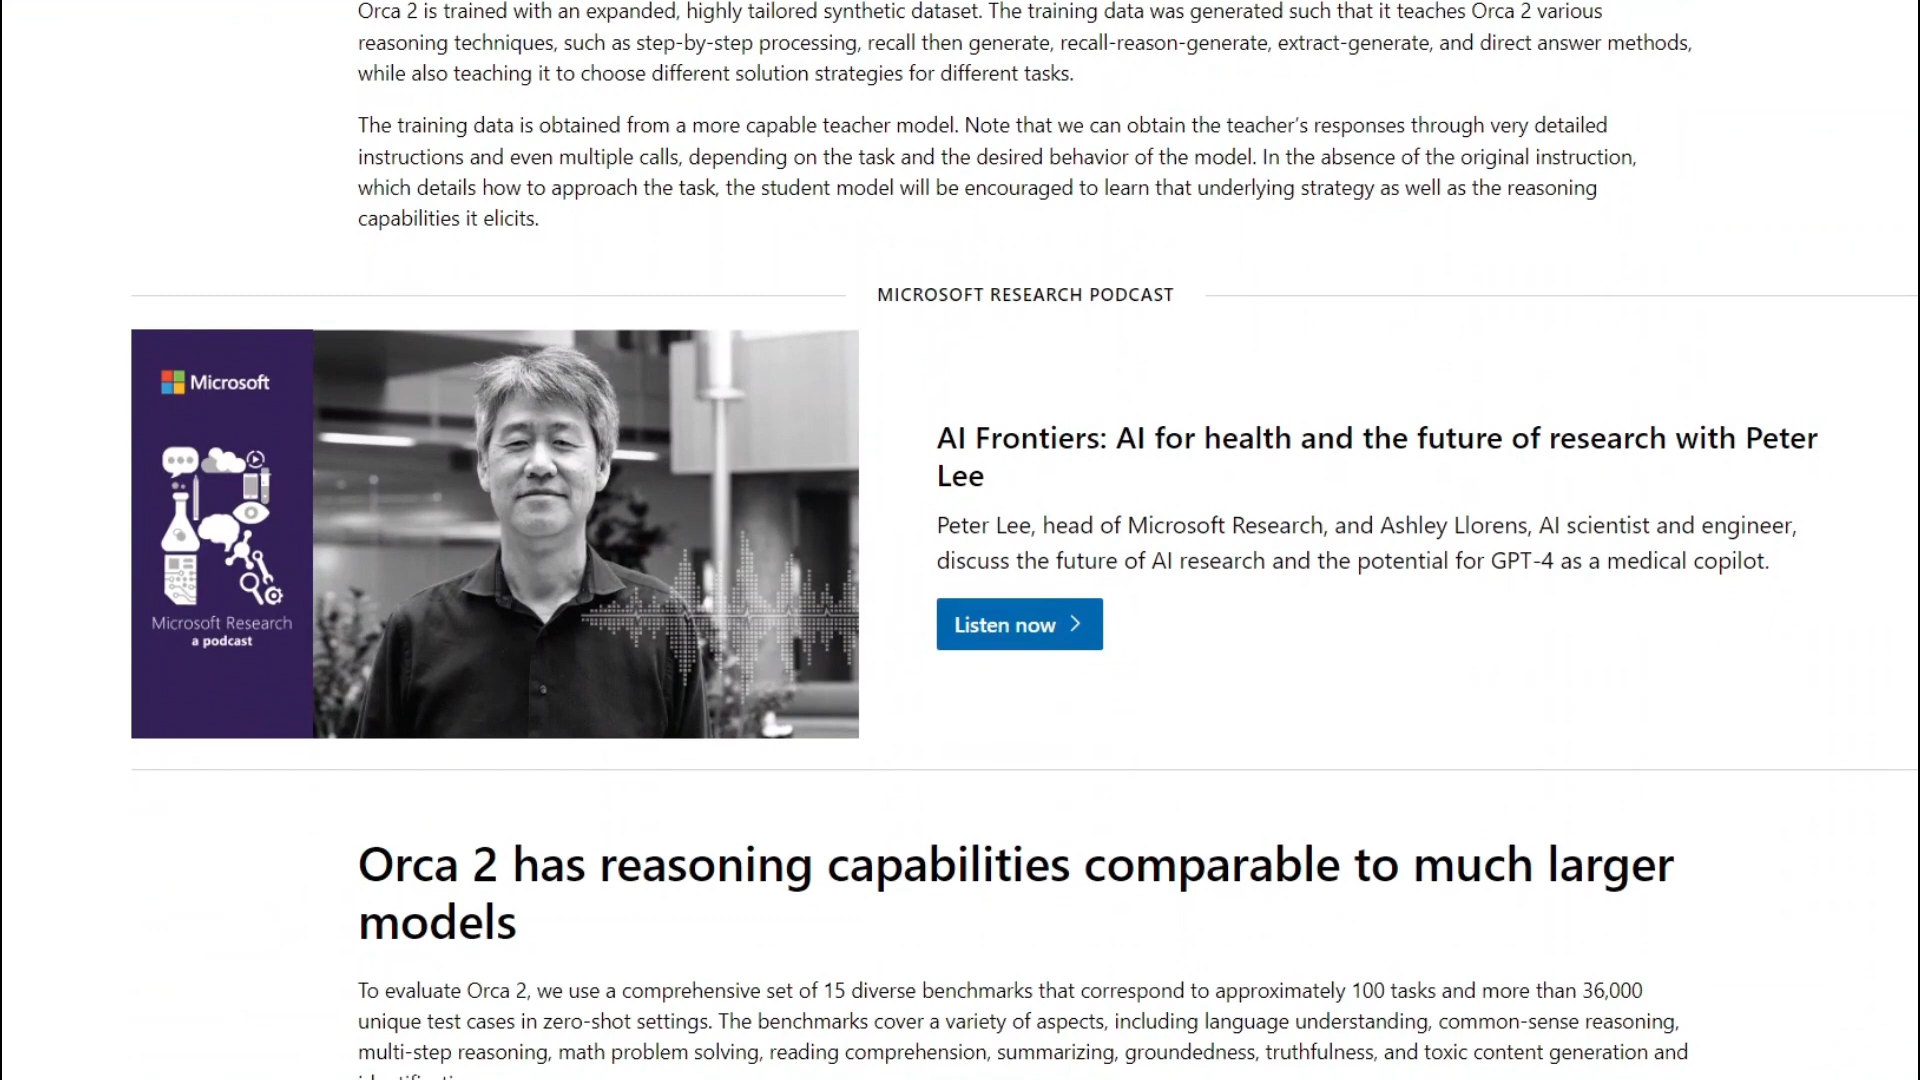 Orca 2 is trained with an expanded, highly tailored synthetic dataset. The training data was generated such that it teaches Orca 2 various
reasoning techniques, such as step-by-step processing, recall then generate, recall-reason-generate, extract-generate, and direct answer methods,
while also teaching it to choose different solution strategies for different tasks.
The training data is obtained from a more capable teacher model. Note that we can obtain the teacher’s responses through very detailed
instructions and even multiple calls, depending on the task and the desired behavior of the model. In the absence of the original instruction,
which details how to approach the task, the student model will be encouraged to learn that underlying strategy as well as the reasoning
capabilities it elicits.
MICROSOFT RESEARCH PODCAST
Microsoft
Microsoft Research
a podcast
AI Frontiers: AI for health and the future of research with Peter
Lee
Peter Lee, head of Microsoft Research, and Ashley Llorens, AI scientist and engineer,
discuss the future of AI research and the potential for GPT-4 as a medical copilot.
Listen now
Orca 2 has reasoning capabilities comparable to much larger
models
To evaluate Orca 2, we use a comprehensive set of 15 diverse benchmarks that correspond to approximately 100 tasks and more than 36,000
unique test cases in zero-shot settings. The benchmarks cover a variety of aspects, including language understanding, common-sense reasoning,
multi-step reasoning, math problem solving, reading comprehension, summarizing, groundedness, truthfulness, and toxic content generation and